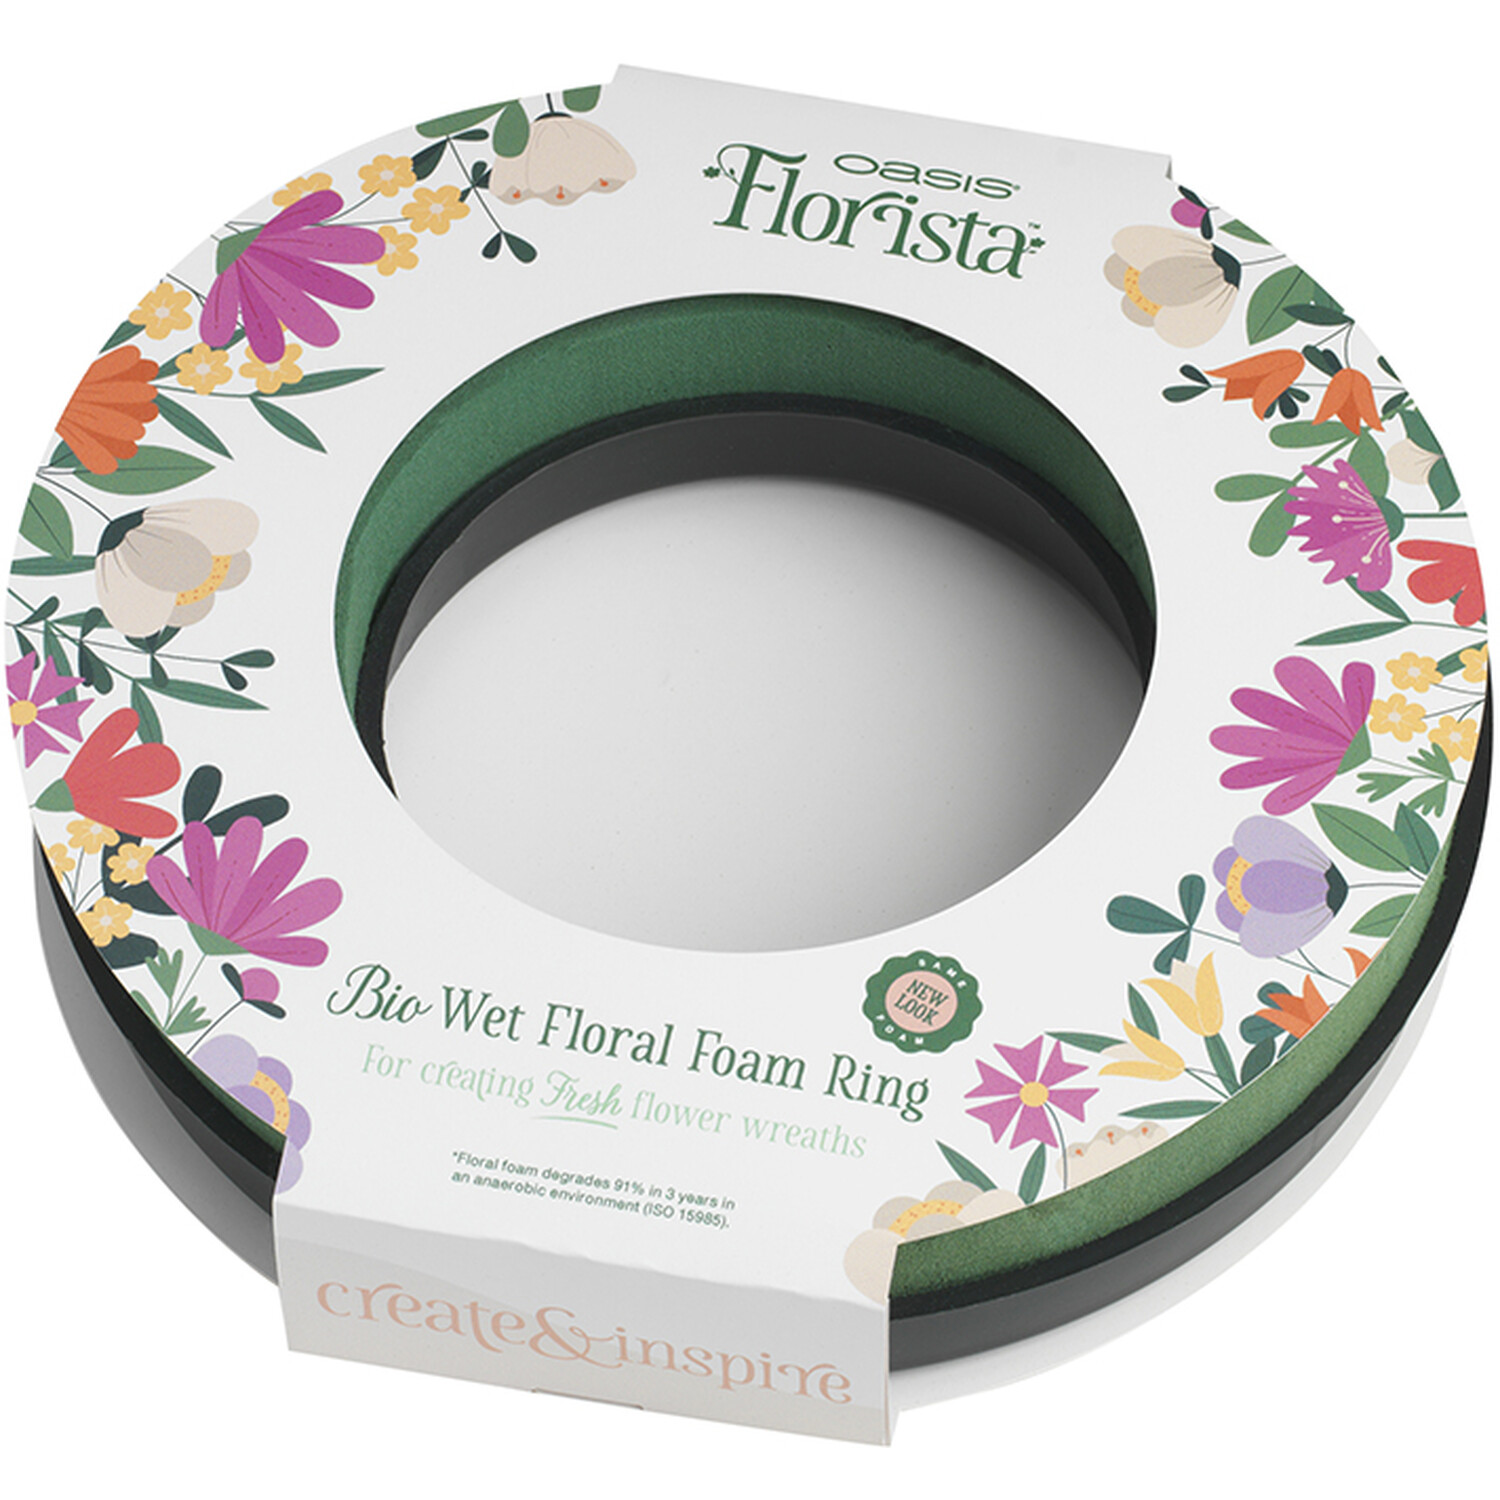 OASIS®
Florista™
SAME
NEW
LOOK
FOAM
Bio Wet Floral Foam Ring
For creating Fresh flower wreaths
*Floral foam degrades 91% in 3 years in
an anaerobic environment (ISO 15985).
create&inspire